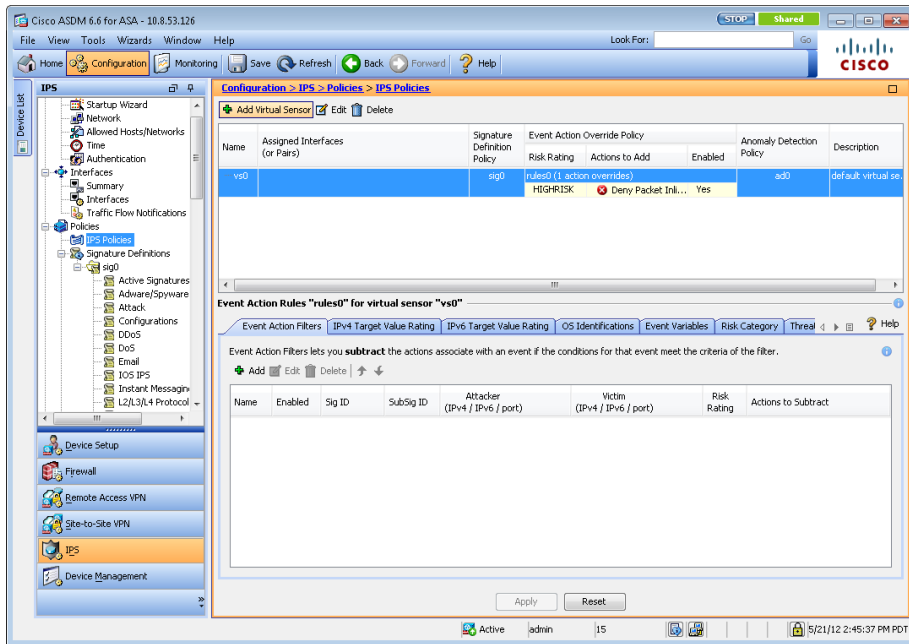 Cisco ASDM 6.6 for ASA - 10.8.53.126
STOP Shared
File View Tools Wizards Window Help
Look For: Go
Home Configuration Monitoring Save Refresh Back Forward Help
CISCO
Device List
IPS
Startup Wizard
Network
Allowed Hosts/Networks
Time
Authentication
Interfaces
Summary
Interfaces
Traffic Flow Notifications
Policies
IPS Policies
Signature Definitions
sig0
Active Signatures
Adware/Spyware
Attack
Configurations
DDoS
DoS
Email
IOS IPS
Instant Messagin
L2/L3/L4 Protocol
Device Setup
Firewall
Remote Access VPN
Site-to-Site VPN
IPS
Device Management
Configuration > IPS > Policies > IPS Policies
Add Virtual Sensor Edit Delete
Name Assigned Interfaces (or Pairs) Signature Definition Policy Event Action Override Policy Anomaly Detection Policy Description
Risk Rating Actions to Add Enabled
vs0 sig0 rules0 (1 action overrides) ad0 default virtual se..
HIGHRISK Deny Packet Inli... Yes
Event Action Rules "rules0" for virtual sensor "vs0"
Event Action Filters IPv4 Target Value Rating IPv6 Target Value Rating OS Identifications Event Variables Risk Category Threat Help
Event Action Filters lets you subtract the actions associate with an event if the conditions for that event meet the criteria of the filter.
Add Edit Delete
Name Enabled Sig ID SubSig ID Attacker (IPv4 / IPv6 / port) Victim (IPv4 / IPv6 / port) Risk Rating Actions to Subtract
Apply Reset
Active admin 15 5/21/12 2:45:37 PM PDT